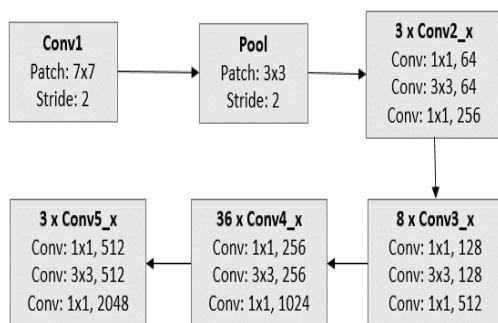 Conv1
Patch: 7x7
Stride: 2
Pool
Patch: 3x3
Stride: 2
3 x Conv2_x
Conv: 1x1, 64
Conv: 3x3, 64
Conv: 1x1, 256
8 x Conv3_x
Conv: 1x1, 128
Conv: 3x3, 128
Conv: 1x1, 512
36 x Conv4_x
Conv: 1x1, 256
Conv: 3x3, 256
Conv: 1x1, 1024
3 x Conv5_x
Conv: 1x1, 512
Conv: 3x3, 512
Conv: 1x1, 2048